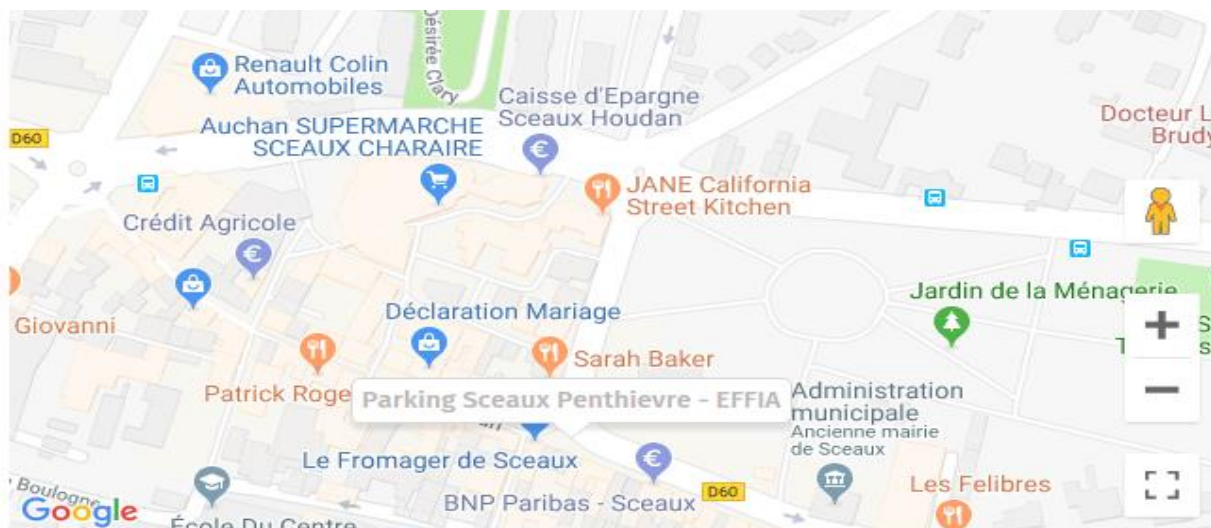 Désirée Clary
Renault Colin
Automobiles
Caisse d'Epargne
Sceaux Houdan
Docteur L
Brudy
D60
Auchan SUPERMARCHE
SCEAUX CHARAIRE
JANE California
Street Kitchen
Crédit Agricole
Jardin de la Ménagerie
Giovanni
Déclaration Mariage
Sarah Baker
Patrick Roge
Parking Sceaux Penthievre - EFFIA
Administration
municipale
Ancienne mairie
de Sceaux
Le Fromager de Sceaux
BNP Paribas - Sceaux
D60
Les Felibres
Boulogne
Google
École Du Centre